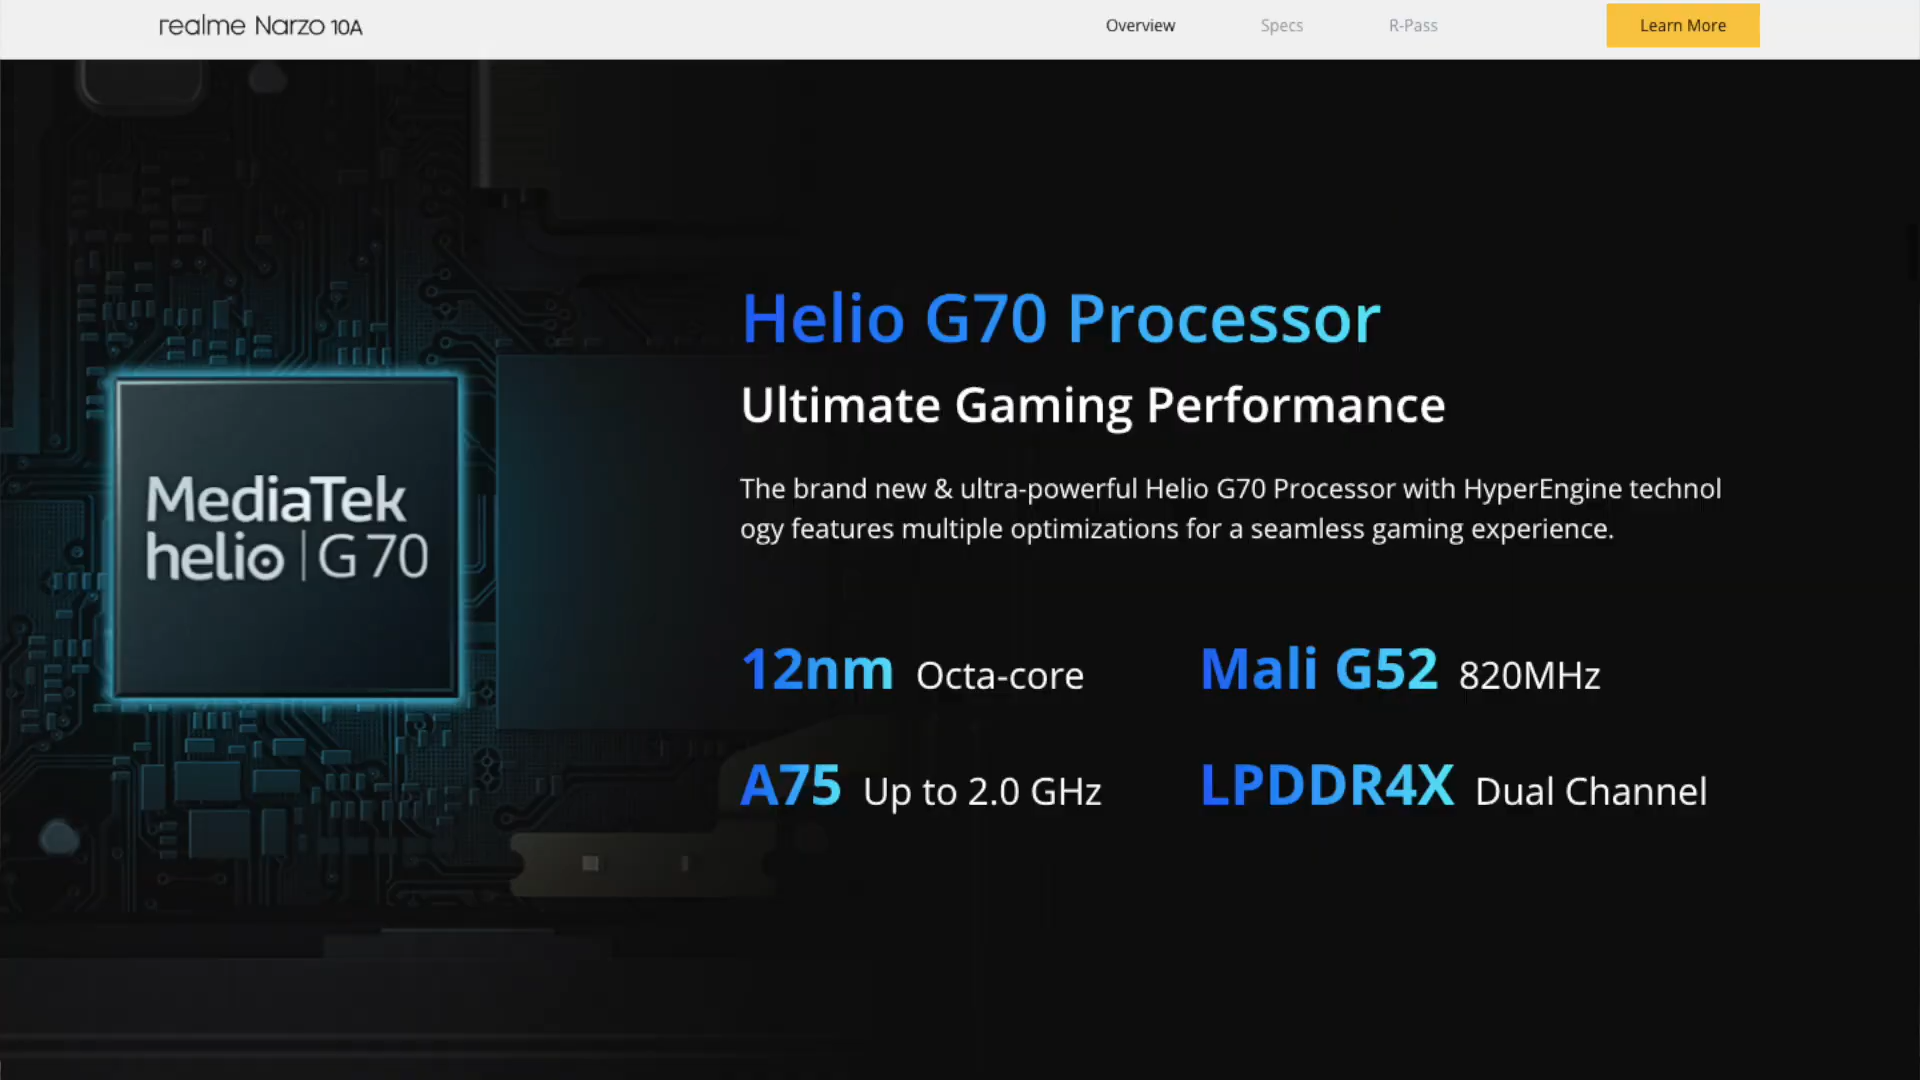 realme Narzo 10A
Overview
Specs
R-Pass
Learn More
Helio G70 Processor
Ultimate Gaming Performance
The brand new & ultra-powerful Helio G70 Processor with HyperEngine technol
ogy features multiple optimizations for a seamless gaming experience.
MediaTek
helio | G70
12nm Octa-core
Mali G52 820MHz
A75 Up to 2.0 GHz
LPDDR4X Dual Channel